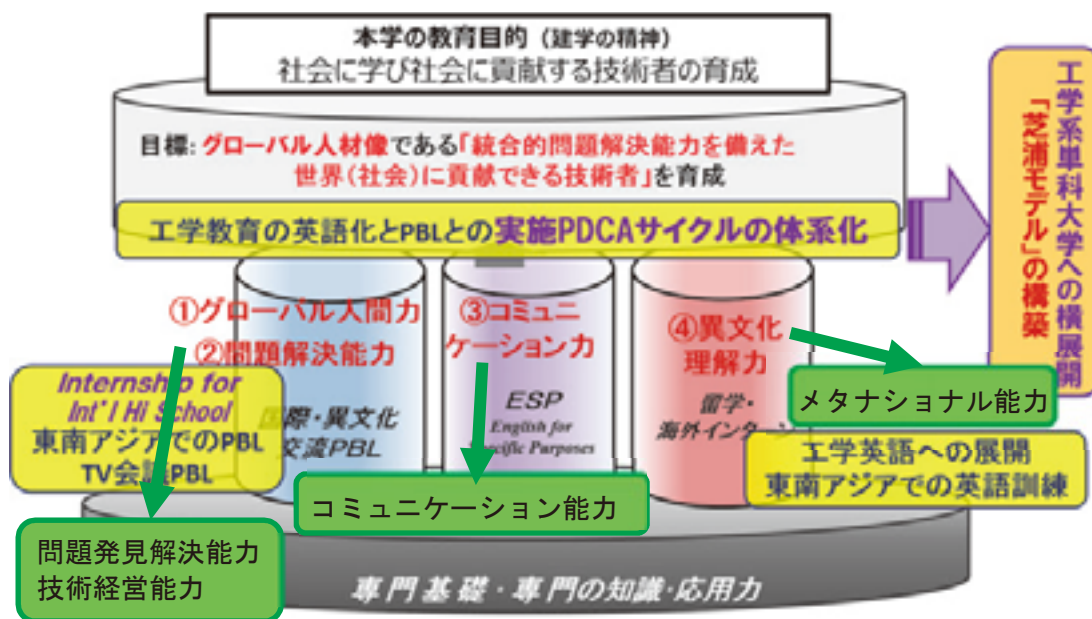 本学の教育目的（建学の精神）
社会に学び社会に貢献する技術者の育成
目標: グローバル人材像である「統合的問題解決能力を備えた
世界（社会）に貢献できる技術者」を育成
工学教育の英語化とPBLとの実施PDCAサイクルの体系化
工学系単科大学への横展開
「芝浦モデル」の構築
①グローバル人間力
②問題解決能力
③コミュニ
ケーション力
④異文化
理解力
Internship for
Int'l Hi School
東南アジアでのPBL
TV会議PBL
国際・異文化
交流PBL
ESP
English for
Specific Purposes
留学・
海外インターン
メタナショナル能力
工学英語への展開
東南アジアでの英語訓練
コミュニケーション能力
問題発見解決能力
技術経営能力
専門基礎・専門の知識・応用力